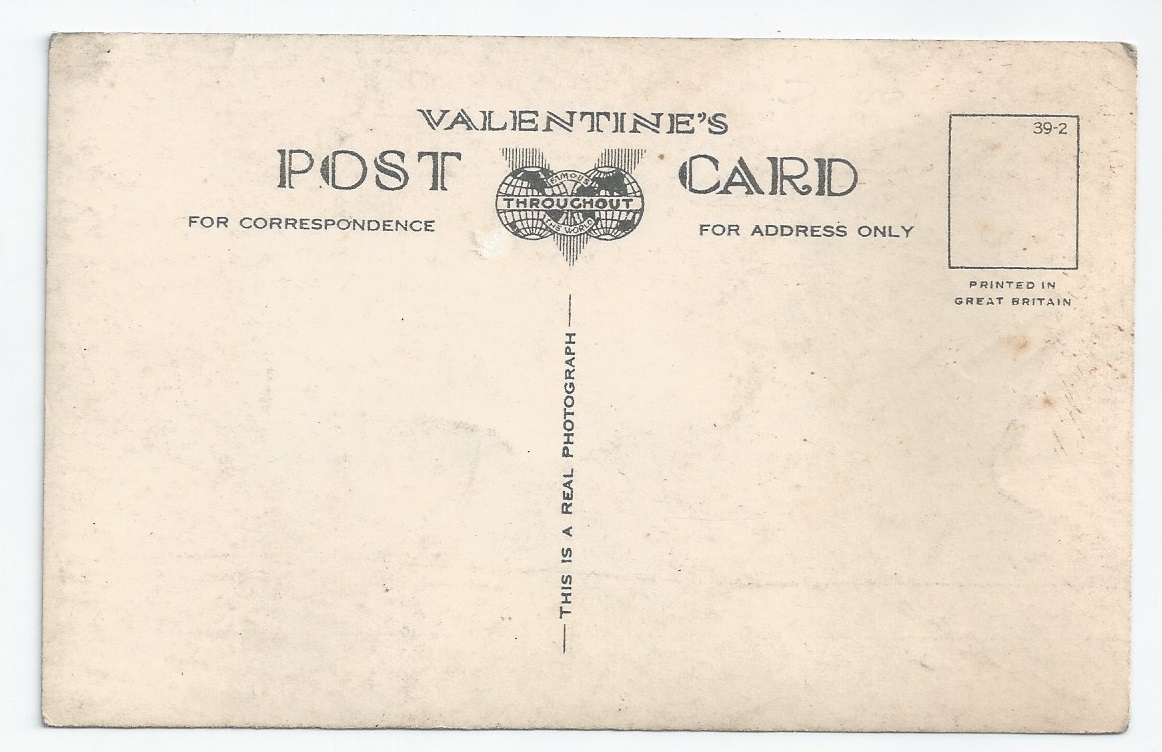 VALENTINE'S
POST CARD
FAMOUS
THROUGHOUT
THE WORLD
FOR CORRESPONDENCE
FOR ADDRESS ONLY
39-2
PRINTED IN
GREAT BRITAIN
THIS IS A REAL PHOTOGRAPH